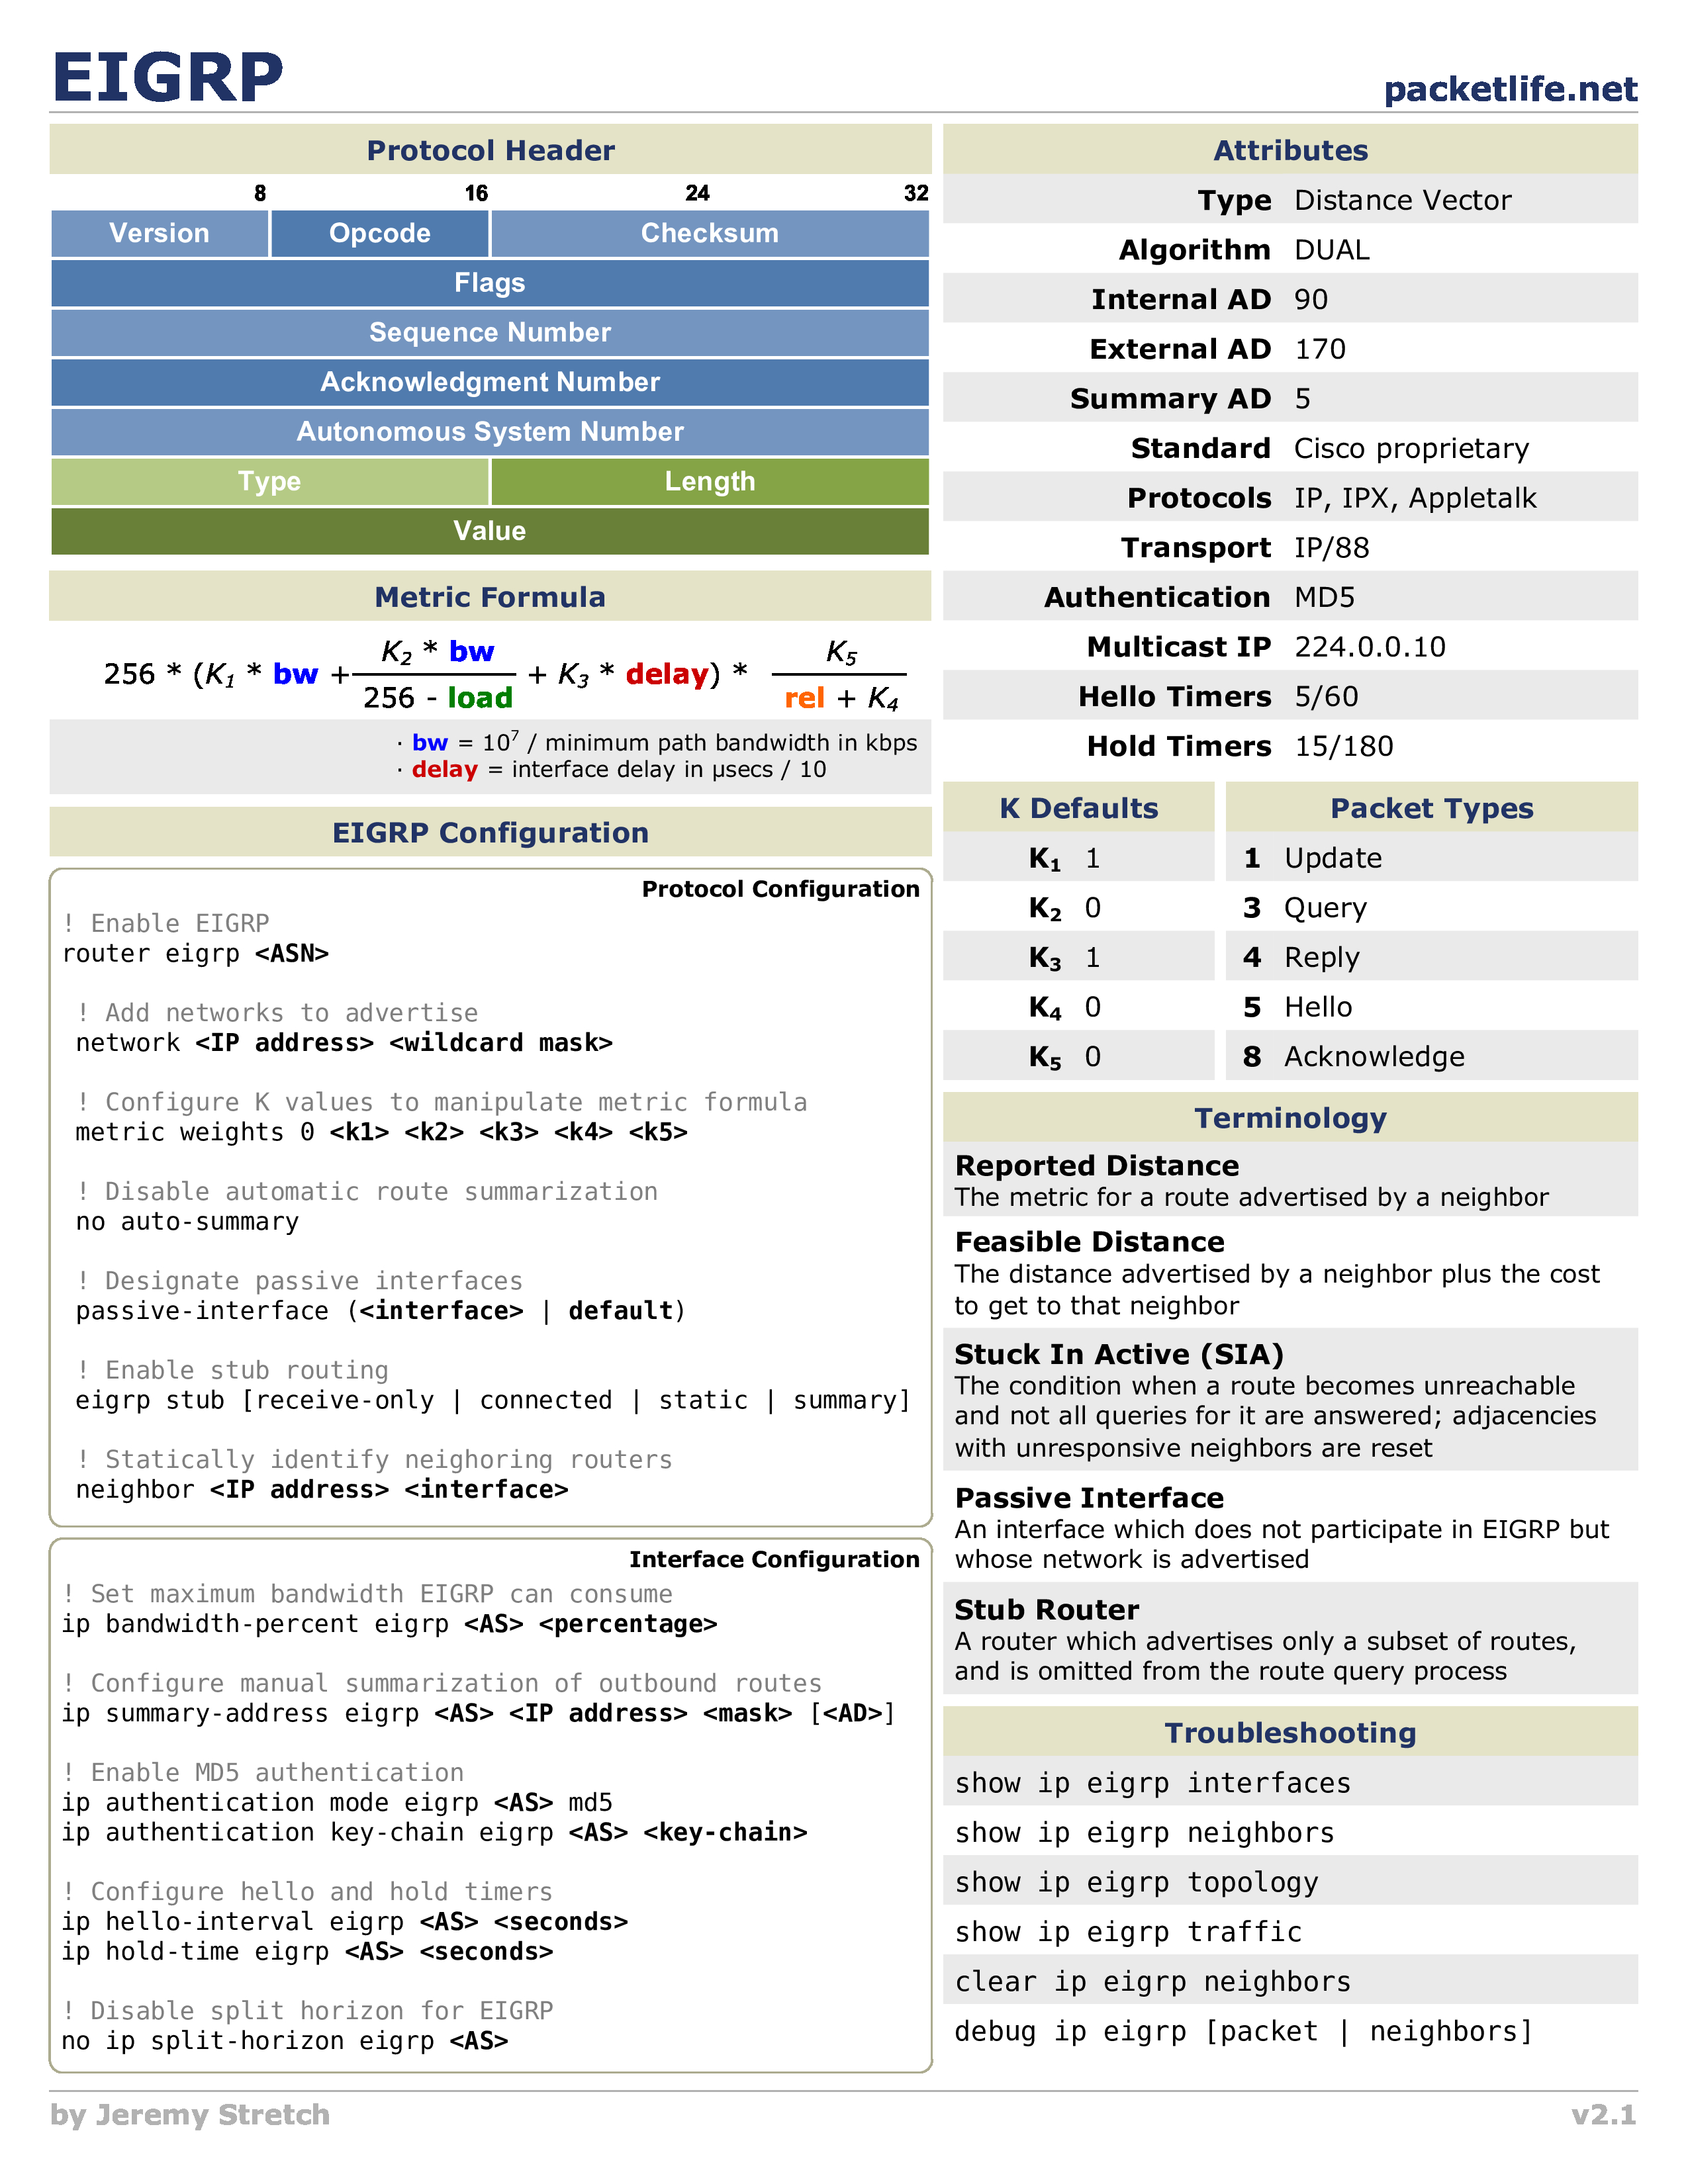 EIGRP
packetlife.net
Protocol Header
8 16 24 32
Version Opcode Checksum
Flags
Sequence Number
Acknowledgment Number
Autonomous System Number
Type Length
Value
Metric Formula
256 * (K1 * bw + K2 * bw / 256 - load + K3 * delay) * K5 / rel + K4
· bw = 10^7 / minimum path bandwidth in kbps
· delay = interface delay in µsecs / 10
EIGRP Configuration
Protocol Configuration
! Enable EIGRP
router eigrp <ASN>
! Add networks to advertise
network <IP address> <wildcard mask>
! Configure K values to manipulate metric formula
metric weights 0 <k1> <k2> <k3> <k4> <k5>
! Disable automatic route summarization
no auto-summary
! Designate passive interfaces
passive-interface (<interface> | default)
! Enable stub routing
eigrp stub [receive-only | connected | static | summary]
! Statically identify neighoring routers
neighbor <IP address> <interface>
Interface Configuration
! Set maximum bandwidth EIGRP can consume
ip bandwidth-percent eigrp <AS> <percentage>
! Configure manual summarization of outbound routes
ip summary-address eigrp <AS> <IP address> <mask> [<AD>]
! Enable MD5 authentication
ip authentication mode eigrp <AS> md5
ip authentication key-chain eigrp <AS> <key-chain>
! Configure hello and hold timers
ip hello-interval eigrp <AS> <seconds>
ip hold-time eigrp <AS> <seconds>
! Disable split horizon for EIGRP
no ip split-horizon eigrp <AS>
Attributes
Type Distance Vector
Algorithm DUAL
Internal AD 90
External AD 170
Summary AD 5
Standard Cisco proprietary
Protocols IP, IPX, Appletalk
Transport IP/88
Authentication MD5
Multicast IP 224.0.0.10
Hello Timers 5/60
Hold Timers 15/180
K Defaults
K1 1
K2 0
K3 1
K4 0
K5 0
Packet Types
1 Update
3 Query
4 Reply
5 Hello
8 Acknowledge
Terminology
Reported Distance
The metric for a route advertised by a neighbor
Feasible Distance
The distance advertised by a neighbor plus the cost
to get to that neighbor
Stuck In Active (SIA)
The condition when a route becomes unreachable
and not all queries for it are answered; adjacencies
with unresponsive neighbors are reset
Passive Interface
An interface which does not participate in EIGRP but
whose network is advertised
Stub Router
A router which advertises only a subset of routes,
and is omitted from the route query process
Troubleshooting
show ip eigrp interfaces
show ip eigrp neighbors
show ip eigrp topology
show ip eigrp traffic
clear ip eigrp neighbors
debug ip eigrp [packet | neighbors]
by Jeremy Stretch
v2.1